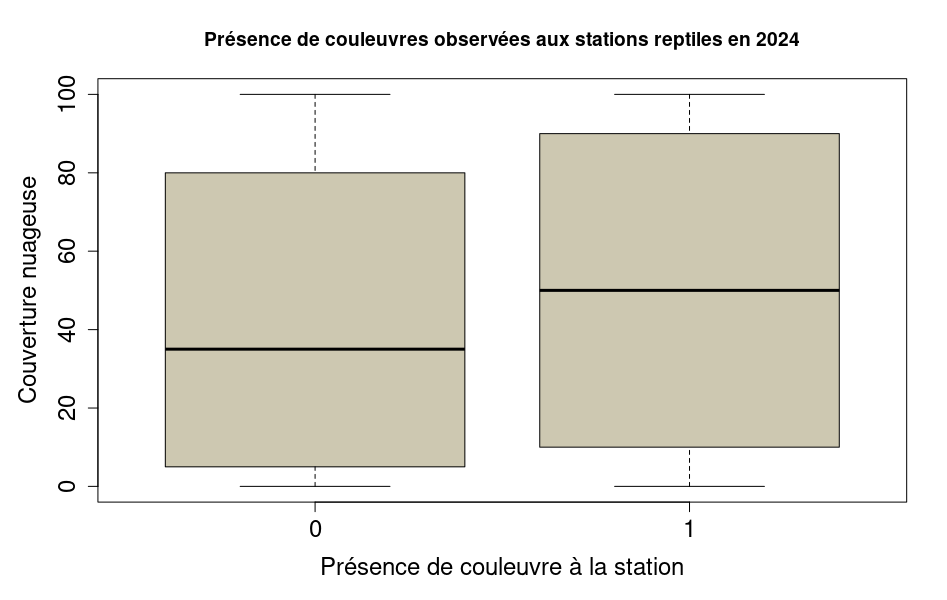 Présence de couleuvres observées aux stations reptiles en 2024
Couverture nuageuse
100
80
60
40
20
0
0 1
Présence de couleuvre à la station